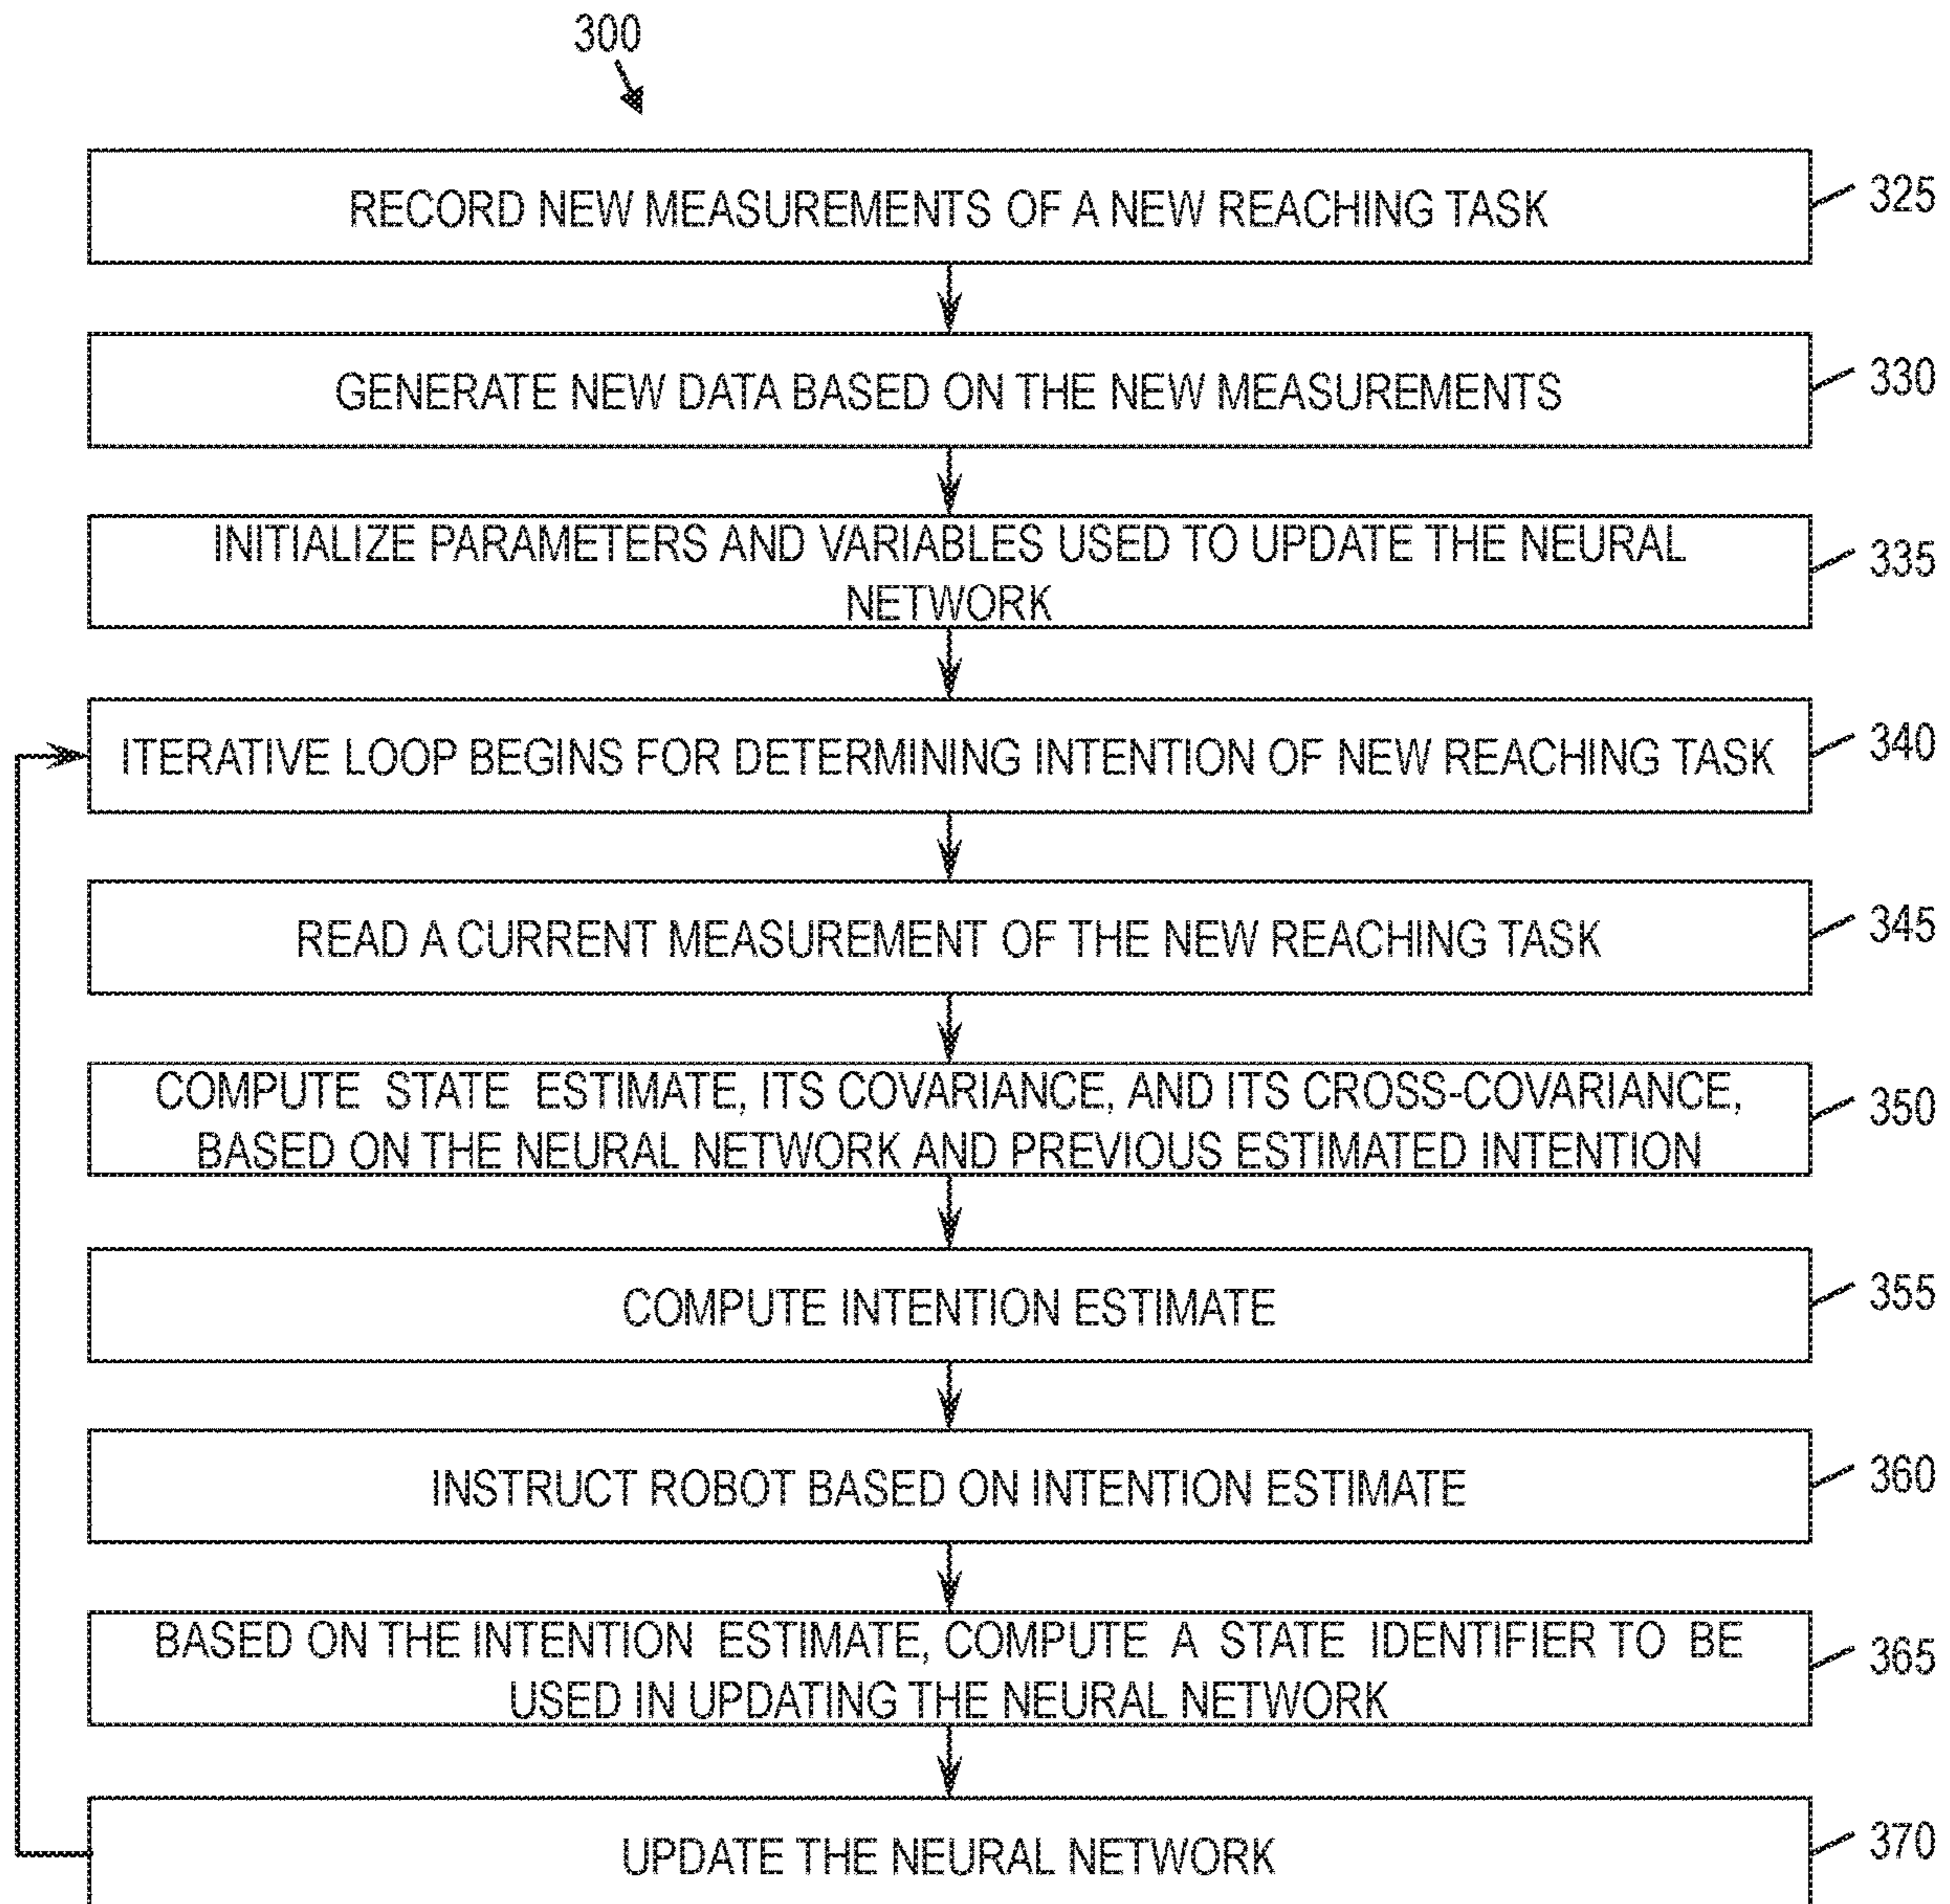 300
RECORD NEW MEASUREMENTS OF A NEW REACHING TASK
325
GENERATE NEW DATA BASED ON THE NEW MEASUREMENTS
330
INITIALIZE PARAMETERS AND VARIABLES USED TO UPDATE THE NEURAL
NETWORK
335
ITERATIVE LOOP BEGINS FOR DETERMINING INTENTION OF NEW REACHING TASK
340
READ A CURRENT MEASUREMENT OF THE NEW REACHING TASK
345
COMPUTE STATE ESTIMATE, ITS COVARIANCE, AND ITS CROSS-COVARIANCE,
BASED ON THE NEURAL NETWORK AND PREVIOUS ESTIMATED INTENTION
350
COMPUTE INTENTION ESTIMATE
355
INSTRUCT ROBOT BASED ON INTENTION ESTIMATE
360
BASED ON THE INTENTION ESTIMATE, COMPUTE A STATE IDENTIFIER TO BE
USED IN UPDATING THE NEURAL NETWORK
365
UPDATE THE NEURAL NETWORK
370